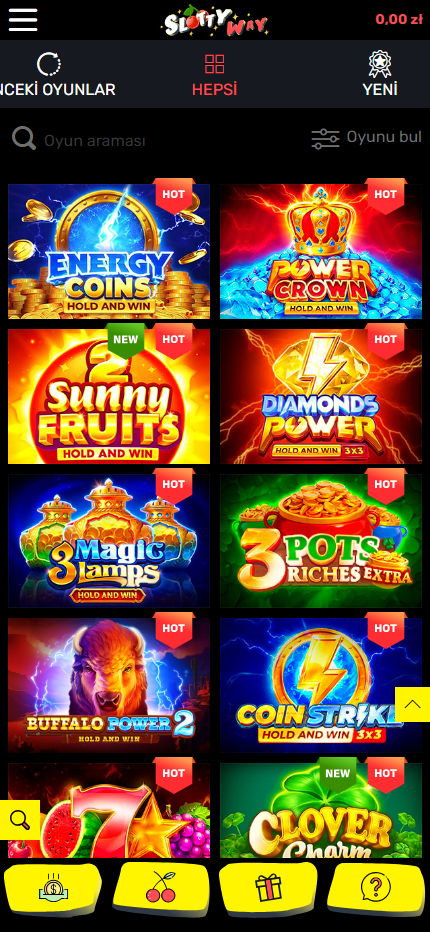 SLOTTY WAY
0,00 zł
NCEKİ OYUNLAR
HEPSİ
YENİ
Oyun araması
Oyunu bul
HOT
ENERGY
COINS
HOLD AND WIN
HOT
POWER
CROWN
HOLD AND WIN
NEW
HOT
2
Sunny
FRUITS
HOLD AND WIN
HOT
DIAMONDS
POWER
HOLD AND WIN 3X3
HOT
3 Magic
lamps
HOLD AND WIN
HOT
3 POTS
RICHES EXTRA
HOT
BUFFALO POWER 2
HOLD AND WIN
HOT
COIN STRIKE
HOLD AND WIN 3X3
HOT
7
NEW
HOT
CLOVER
Charm